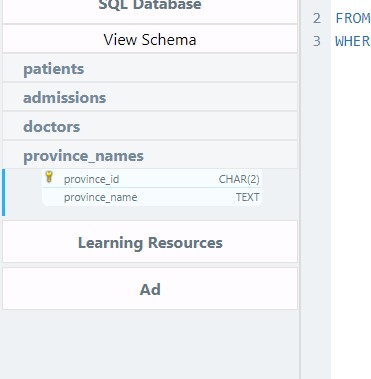 SQL Database
View Schema
patients
admissions
doctors
province_names
province_id CHAR(2)
province_name TEXT
Learning Resources
Ad
2 FROM
3 WHER